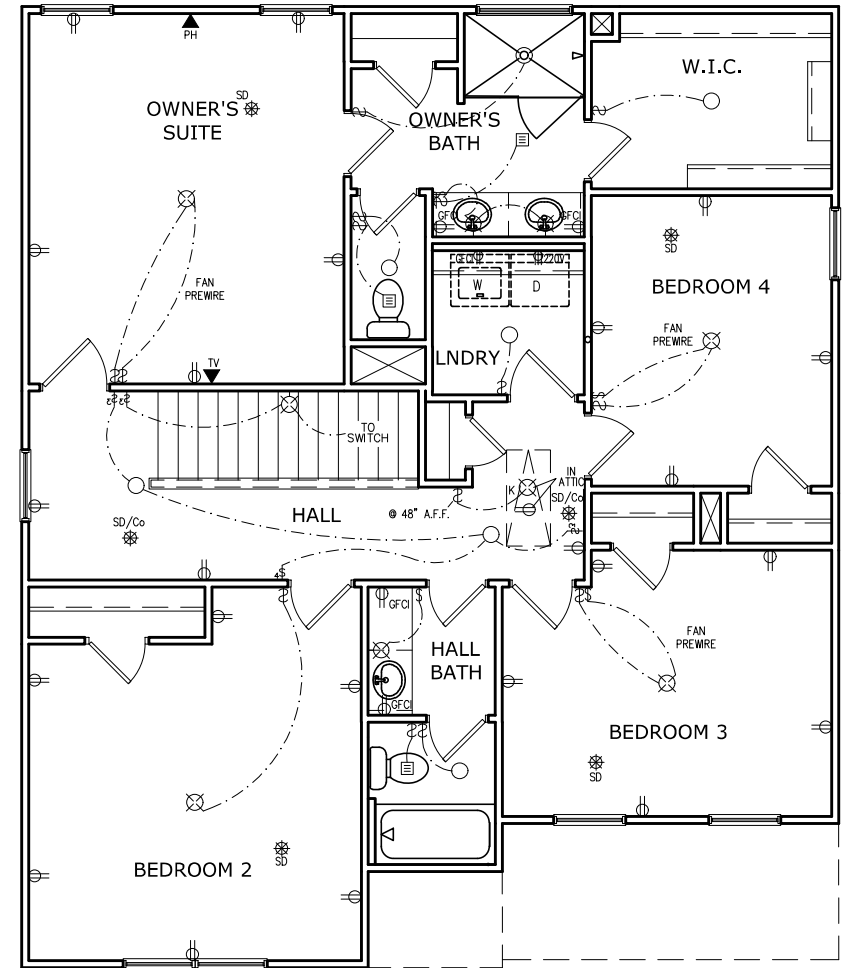 PH
SD
OWNER'S
SUITE
OWNER'S
BATH
W.I.C.
GFCI
GFCI
SD
FAN
PREWIRE
GFCI
220V
W
D
BEDROOM 4
FAN
PREWIRE
LNDRY
TV
TO
SWITCH
IN
ATTIC
K
SD/Co
@ 48" A.F.F.
HALL
SD/Co
GFCI
HALL
BATH
GFCI
FAN
PREWIRE
BEDROOM 3
SD
BEDROOM 2
SD